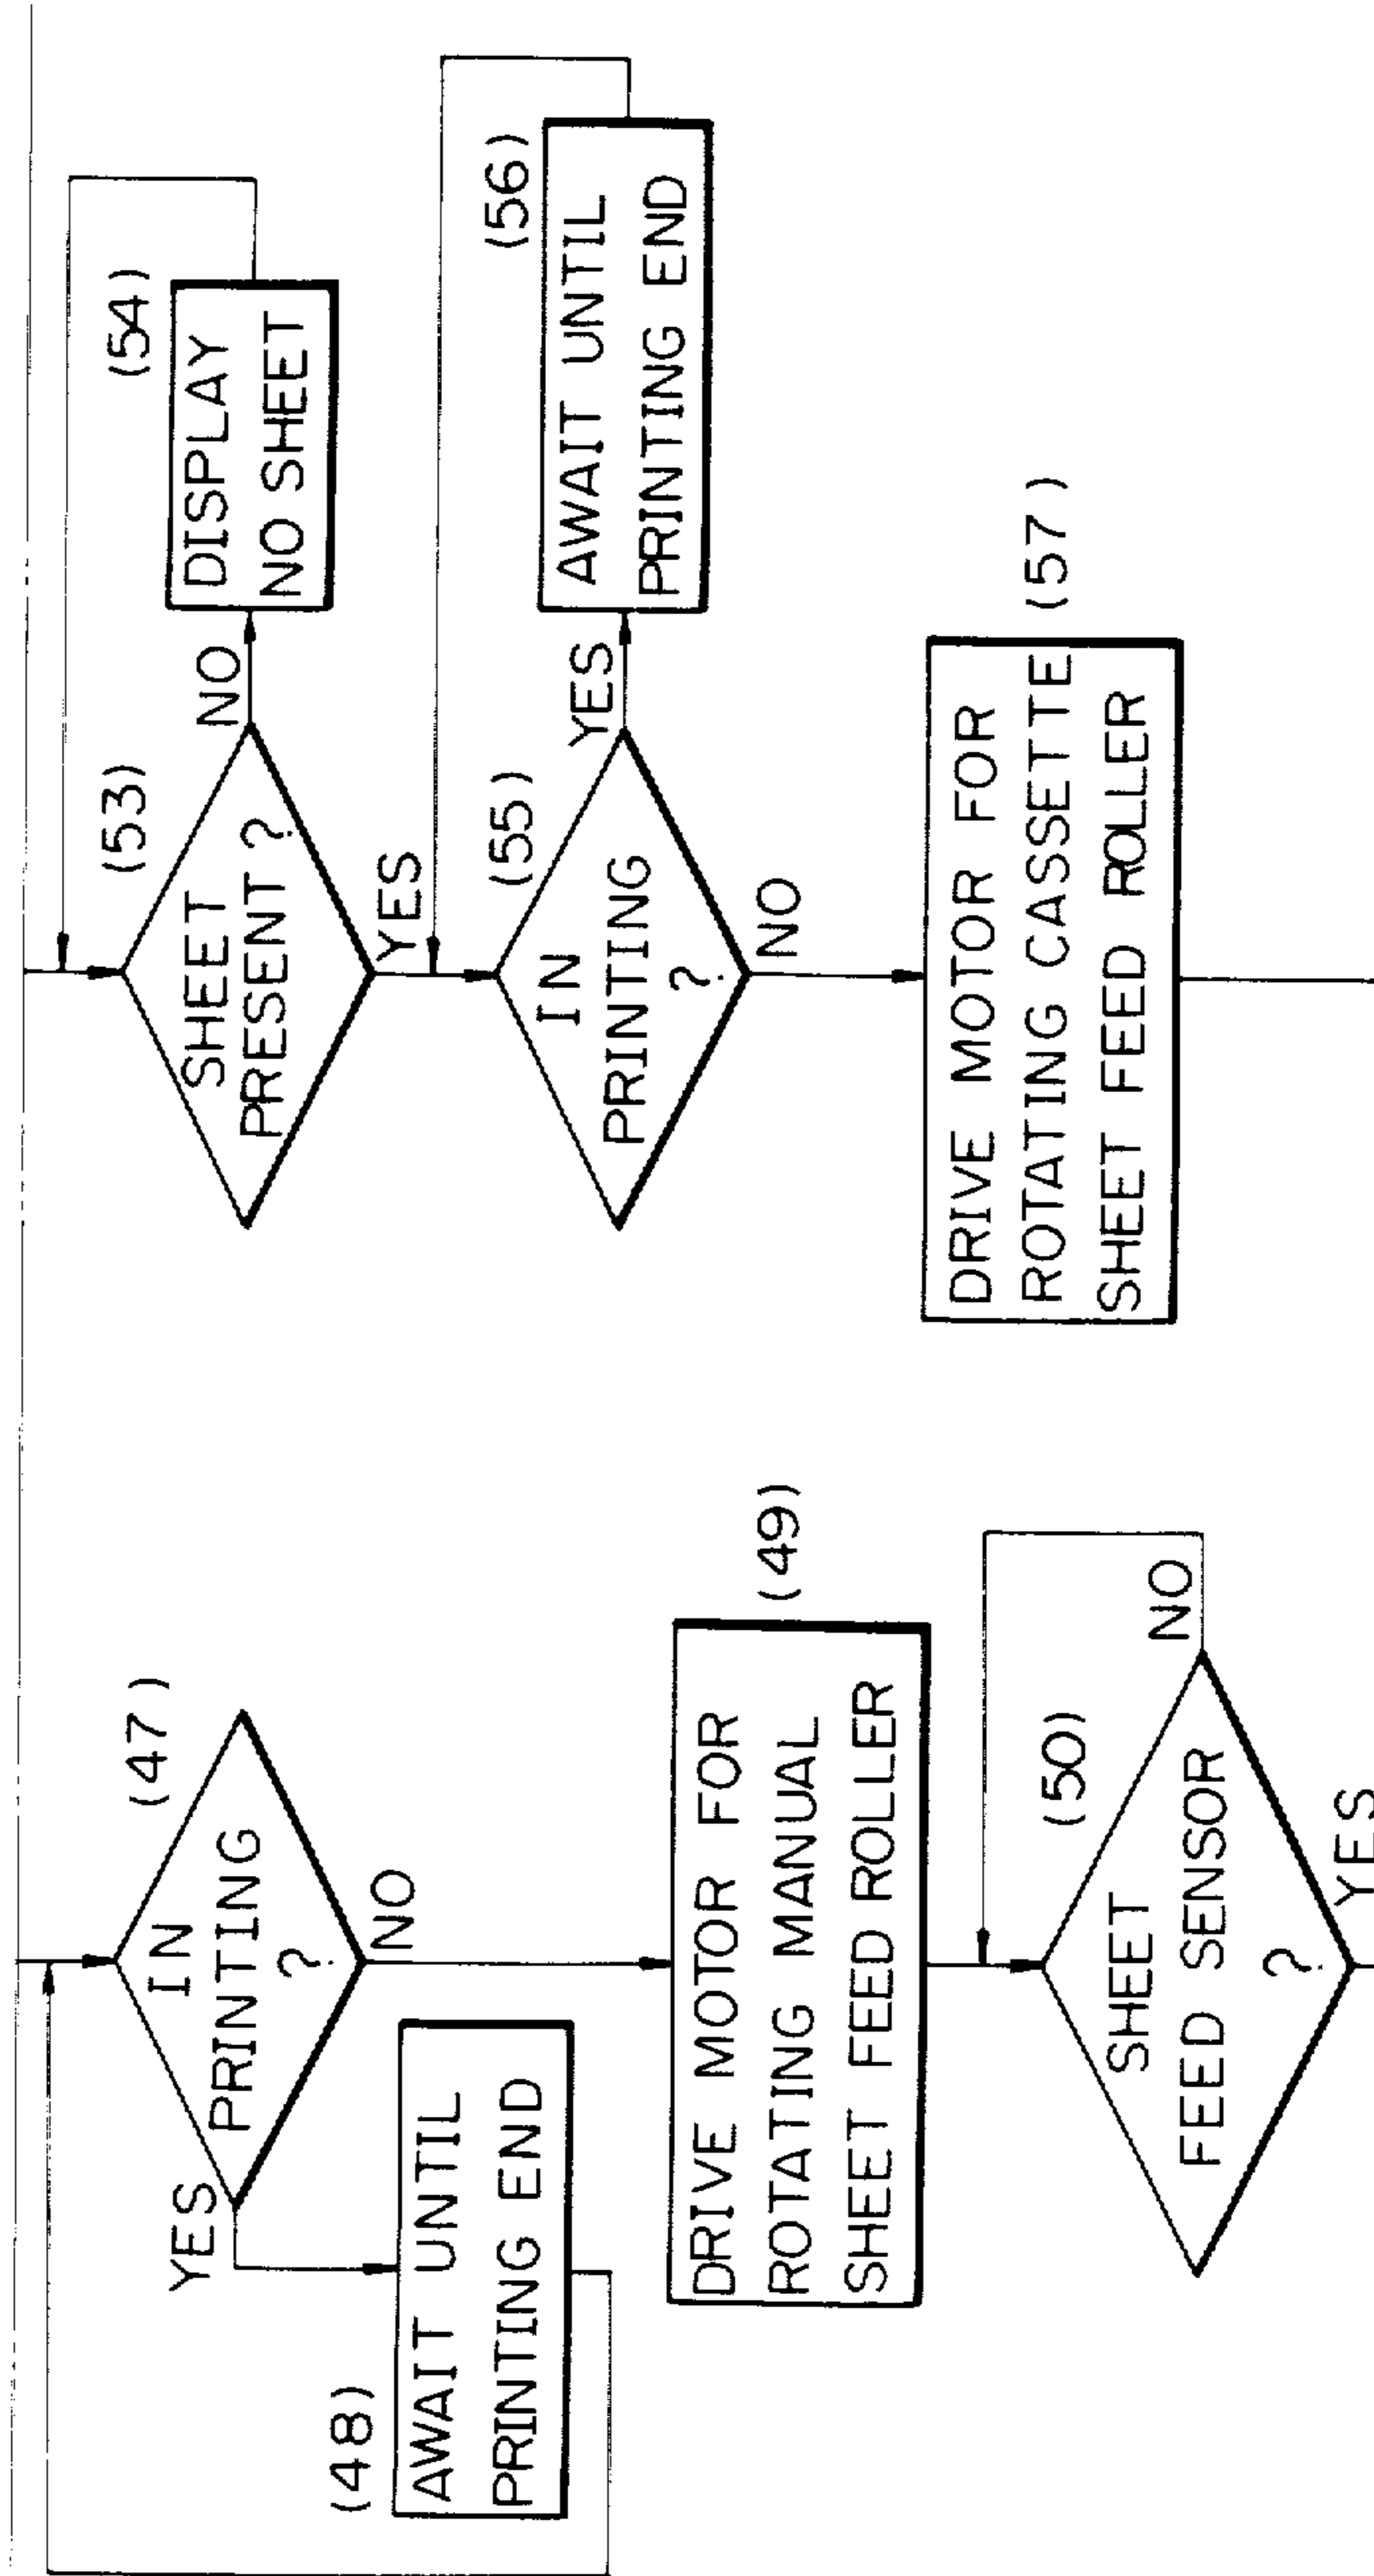 (47)
IN
PRINTING
?
YES
NO
(48)
AWAIT UNTIL
PRINTING END
(49)
DRIVE MOTOR FOR
ROTATING MANUAL
SHEET FEED ROLLER
(50)
SHEET
FEED SENSOR
?
NO
YES
(53)
SHEET
PRESENT ?
NO
YES
(54)
DISPLAY
NO SHEET
(55)
IN
PRINTING
?
YES
NO
(56)
AWAIT UNTIL
PRINTING END
(57)
DRIVE MOTOR FOR
ROTATING CASSETTE
SHEET FEED ROLLER